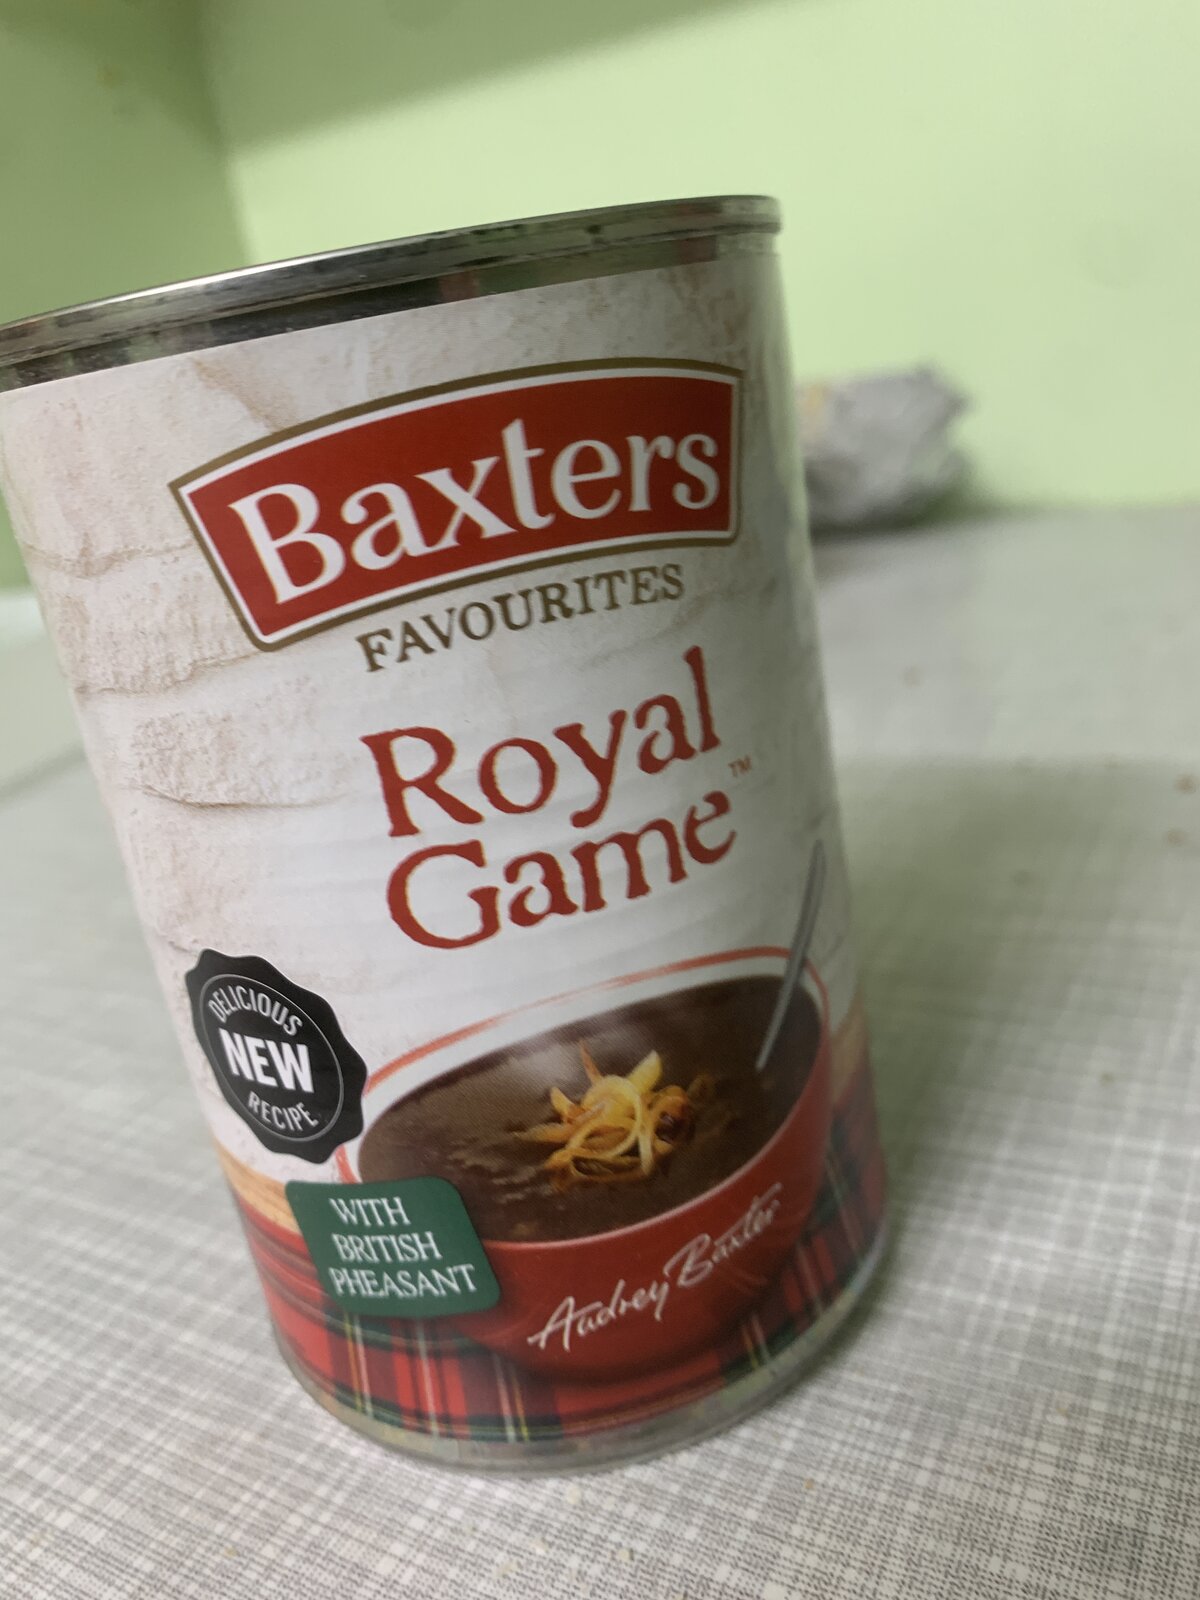 Baxters
FAVOURITES
Royal
Game™
DELICIOUS
NEW
RECIPE
WITH
BRITISH
PHEASANT
Audrey Baxter